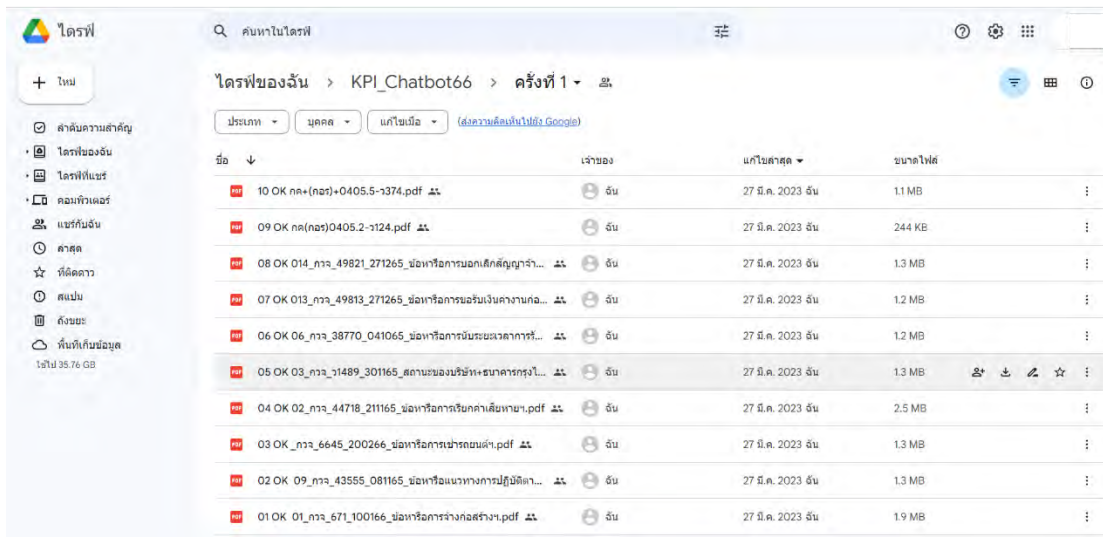 ไดรฟ์
ค้นหาในไดรฟ์
ใหม่
ไดรฟ์ของฉัน > KPI_Chatbot66 > ครั้งที่ 1
ประเภท บุคคล แก้ไขเมื่อ (ส่งความคิดเห็นไปยัง Google)
ลำดับความสำคัญ
ไดรฟ์ของฉัน
ไดรฟ์ที่แชร์
คอมพิวเตอร์
แชร์กับฉัน
ล่าสุด
ที่ติดดาว
สแปม
ถังขยะ
พื้นที่เก็บข้อมูล
ใช้ไป 35.76 GB
ชื่อ เจ้าของ แก้ไขล่าสุด ขนาดไฟล์
PDF 10 OK กค+(กอร)+0405.5-ว374.pdf ฉัน 27 มี.ค. 2023 ฉัน 1.1 MB
PDF 09 OK กค(กอร)0405.2-ว124.pdf ฉัน 27 มี.ค. 2023 ฉัน 244 KB
PDF 08 OK 014_กวจ_49821_271265_ข้อหารือการบอกเลิกสัญญาจ้า... ฉัน 27 มี.ค. 2023 ฉัน 1.3 MB
PDF 07 OK 013_กวจ_49813_271265_ข้อหารือการขอรับเงินค่างานก่อ... ฉัน 27 มี.ค. 2023 ฉัน 1.2 MB
PDF 06 OK 06_กวจ_38770_041065_ข้อหารือการนับระยะเวลาการรั... ฉัน 27 มี.ค. 2023 ฉัน 1.2 MB
PDF 05 OK 03_กวจ_ว1489_301165_สถานะของบริษัท+ธนาคารกรุงไ... ฉัน 27 มี.ค. 2023 ฉัน 1.3 MB
PDF 04 OK 02_กวจ_44718_211165_ข้อหารือการเรียกค่าเสียหายฯ.pdf ฉัน 27 มี.ค. 2023 ฉัน 2.5 MB
PDF 03 OK _กวจ_6645_200266_ข้อหารือการเช่ารถยนต์ฯ.pdf ฉัน 27 มี.ค. 2023 ฉัน 1.3 MB
PDF 02 OK 09_กวจ_43555_081165_ข้อหารือแนวทางการปฏิบัติตา... ฉัน 27 มี.ค. 2023 ฉัน 1.3 MB
PDF 01 OK 01_กวจ_671_100166_ข้อหารือการจ้างก่อสร้างฯ.pdf ฉัน 27 มี.ค. 2023 ฉัน 1.9 MB